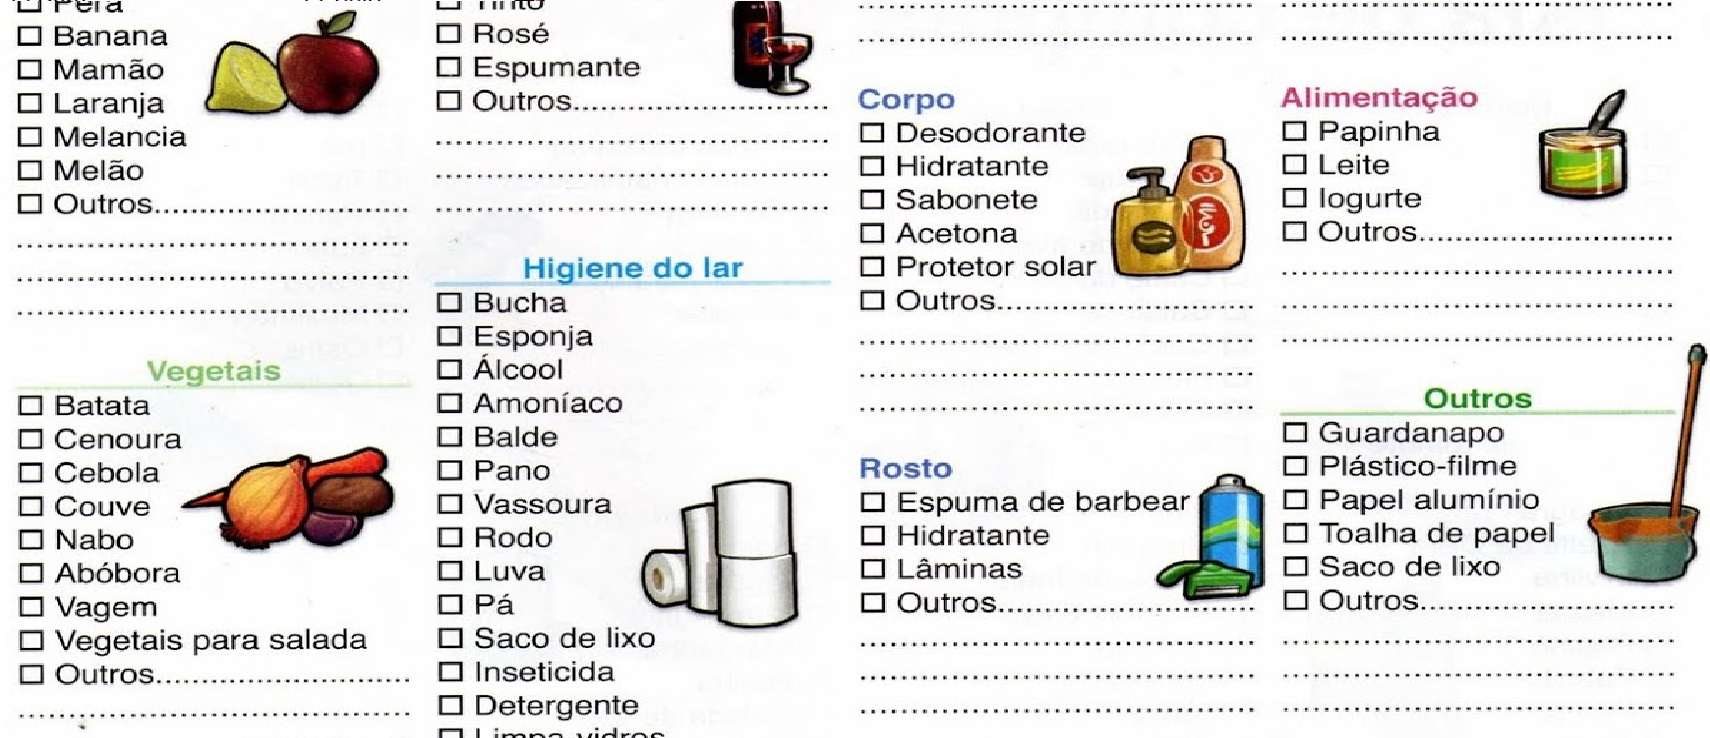 Pera
Banana
Mamão
Laranja
Melancia
Melão
Outros
Vegetais
Batata
Cenoura
Cebola
Couve
Nabo
Abóbora
Vagem
Vegetais para salada
Outros
Tinto
Rosé
Espumante
Outros
Higiene do lar
Bucha
Esponja
Álcool
Amoníaco
Balde
Pano
Vassoura
Rodo
Luva
Pá
Saco de lixo
Inseticida
Detergente
Limpa-vidros
Corpo
Desodorante
Hidratante
Sabonete
Acetona
Protetor solar
Outros
Rosto
Espuma de barbear
Hidratante
Lâminas
Outros
Alimentação
Papinha
Leite
Iogurte
Outros
Outros
Guardanapo
Plástico-filme
Papel alumínio
Toalha de papel
Saco de lixo
Outros